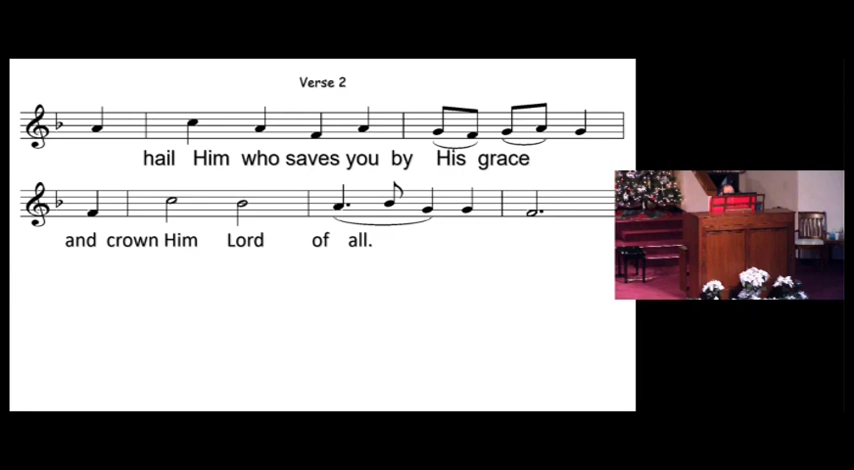 Verse 2
hail Him who saves you by His grace
and crown Him Lord of all.